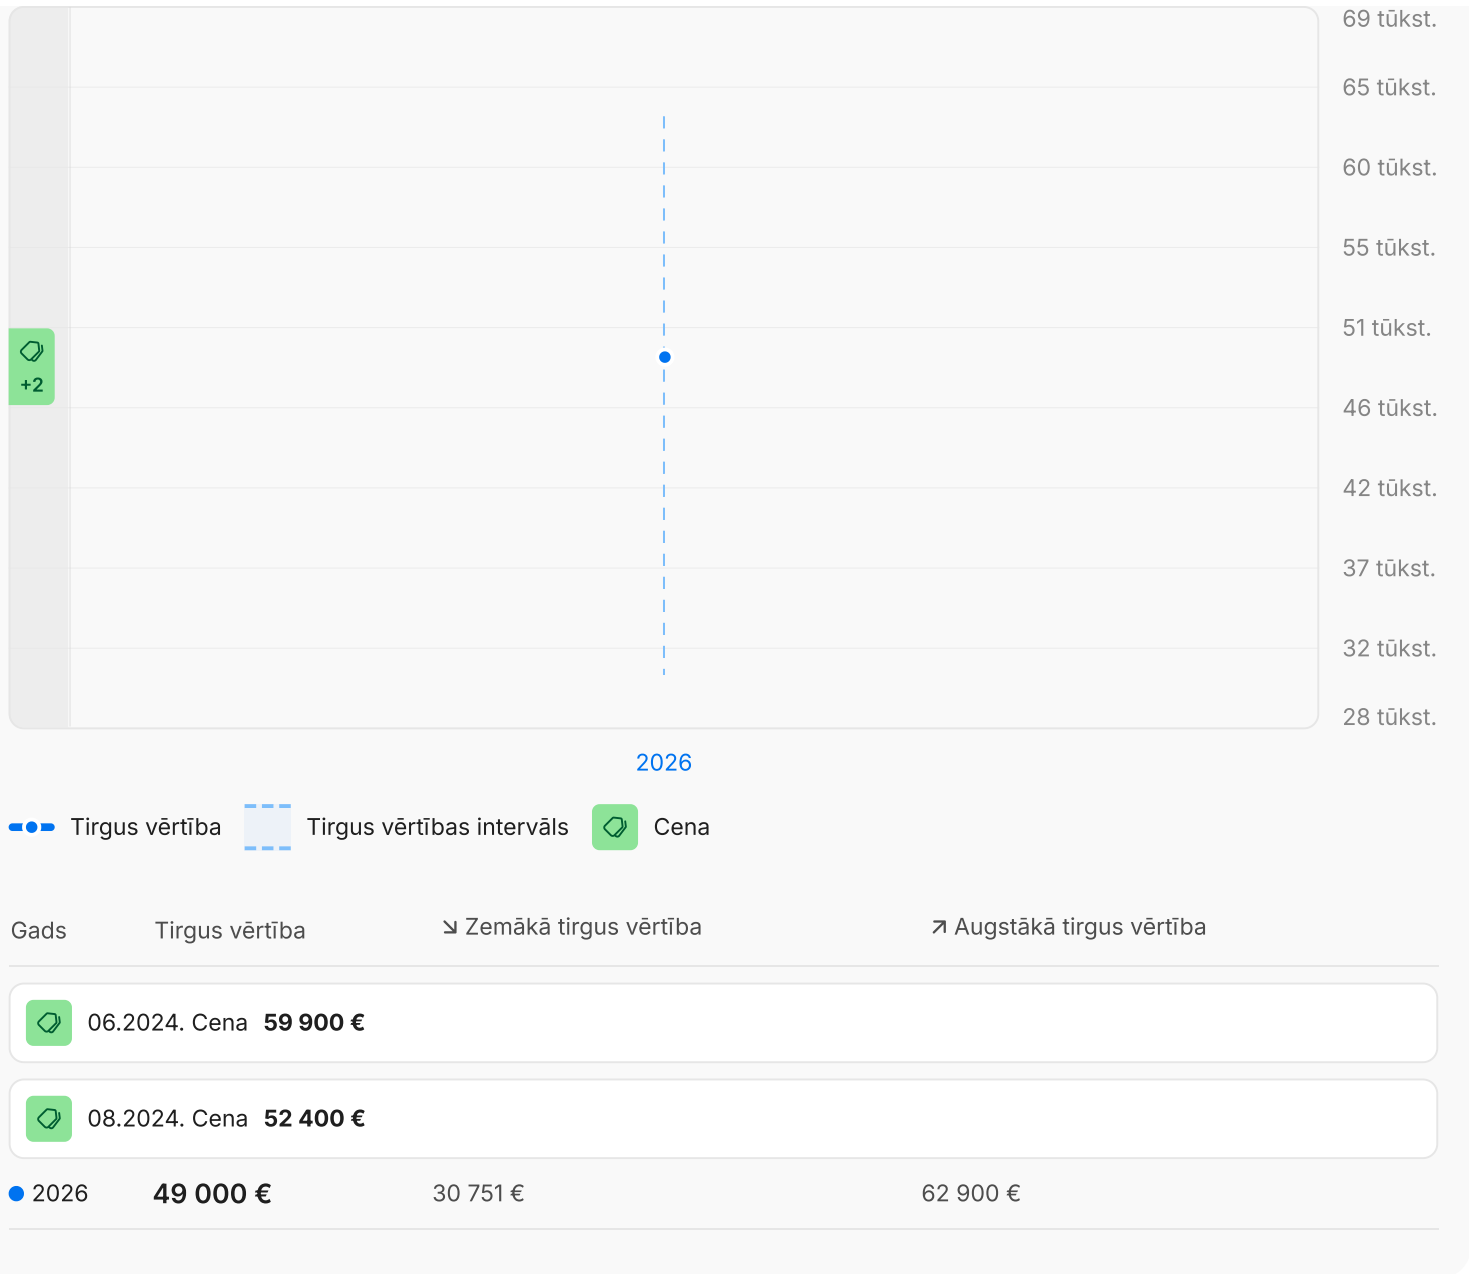 69 tūkst.
65 tūkst.
60 tūkst.
55 tūkst.
51 tūkst.
+2
46 tūkst.
42 tūkst.
37 tūkst.
32 tūkst.
28 tūkst.
2026
Tirgus vērtība Tirgus vērtības intervāls Cena
Gads Tirgus vērtība Zemākā tirgus vērtība Augstākā tirgus vērtība
06.2024. Cena 59 900 €
08.2024. Cena 52 400 €
2026 49 000 € 30 751 € 62 900 €